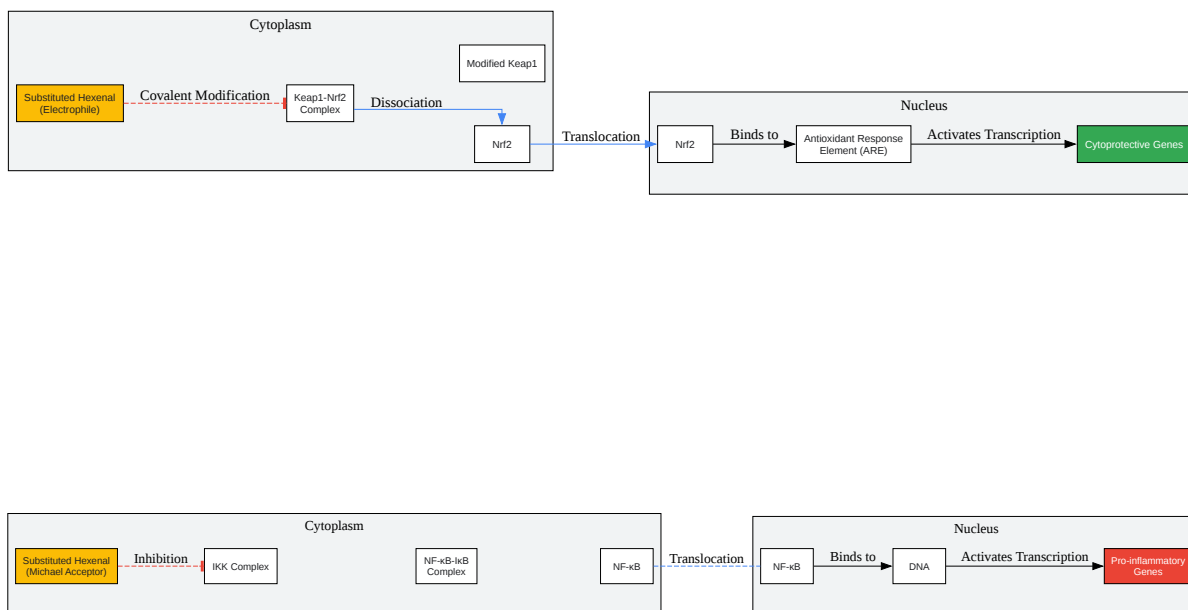 Cytoplasm
Modified Keap1
Substituted Hexenal
(Electrophile)
Covalent Modification
Keap1-Nrf2
Complex
Dissociation
Nrf2
Translocation
Nucleus
Nrf2
Binds to
Antioxidant Response
Element (ARE)
Activates Transcription
Cytoprotective Genes
Cytoplasm
Substituted Hexenal
(Michael Acceptor)
Inhibition
IKK Complex
NF-κB-IκB
Complex
NF-κB
Translocation
Nucleus
NF-κB
Binds to
DNA
Activates Transcription
Pro-inflammatory
Genes